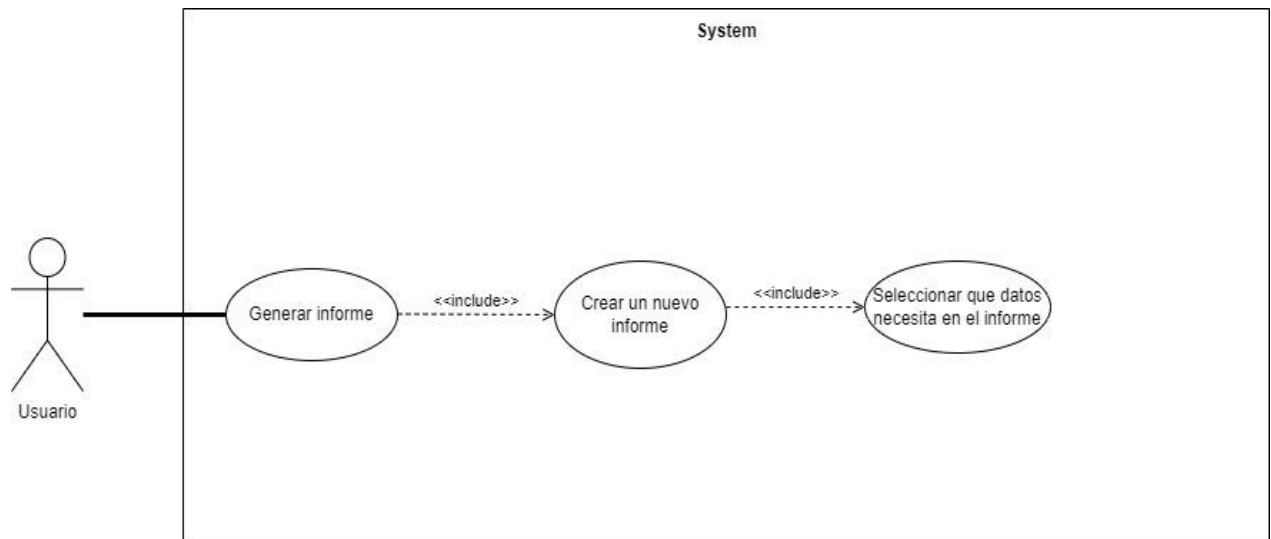 System
Generar informe
<<include>>
Crear un nuevo
informe
<<include>>
Seleccionar que datos
necesita en el informe
Usuario